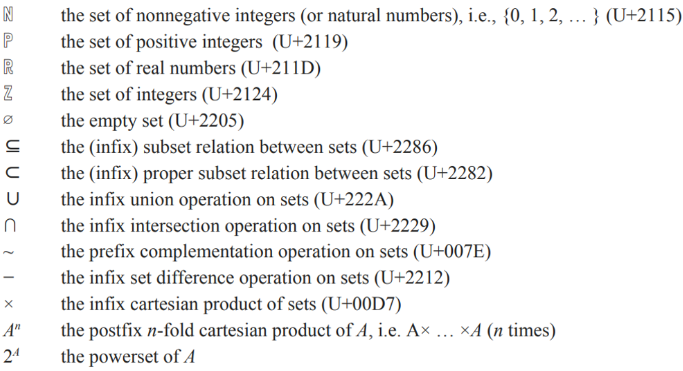 ℕ the set of nonnegative integers (or natural numbers), i.e., {0, 1, 2, … } (U+2115)
ℙ the set of positive integers (U+2119)
ℝ the set of real numbers (U+211D)
ℤ the set of integers (U+2124)
∅ the empty set (U+2205)
⊆ the (infix) subset relation between sets (U+2286)
⊂ the (infix) proper subset relation between sets (U+2282)
∪ the infix union operation on sets (U+222A)
∩ the infix intersection operation on sets (U+2229)
~ the prefix complementation operation on sets (U+007E)
− the infix set difference operation on sets (U+2212)
× the infix cartesian product of sets (U+00D7)
Aⁿ the postfix n-fold cartesian product of A, i.e. A× … ×A (n times)
2ᴬ the powerset of A